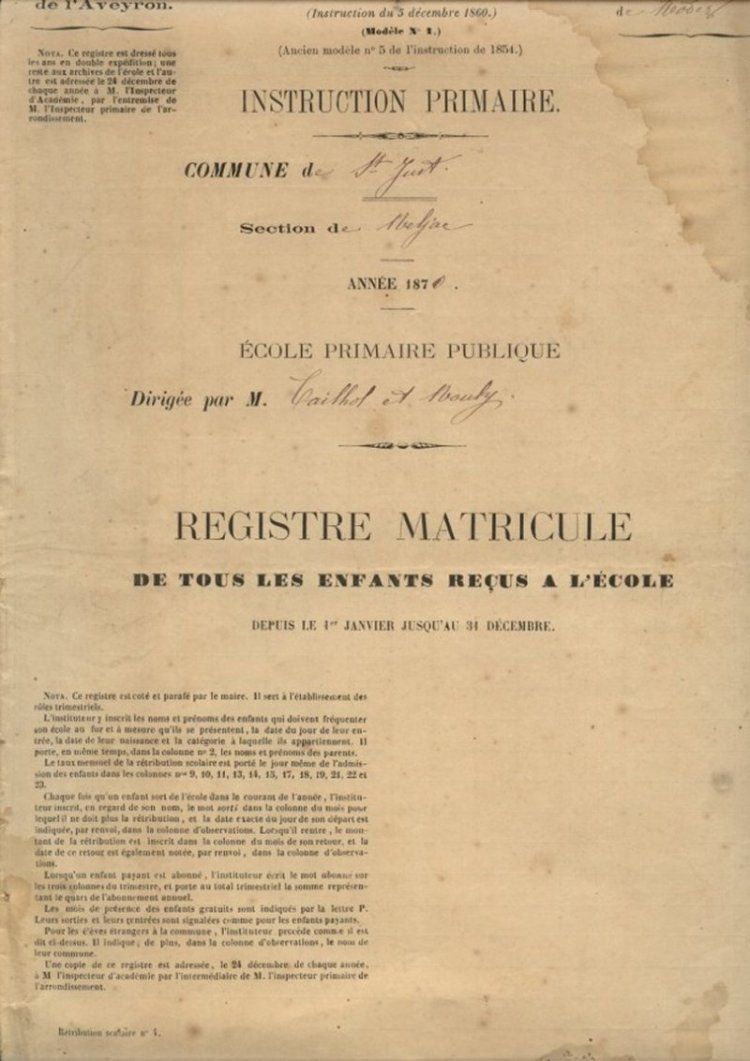 de l'Aveyron.
(Instruction du 5 décembre 1860.)
(Modèle N° 1.)
(Ancien modèle n° 5 de l'instruction de 1854.)
de Rodez
NOTA. Ce registre est dressé tous
les ans en double expédition; une
reste aux archives de l'école et l'au-
tre est adressée le 24 décembre de
chaque année à M. l'Inspecteur
d'Académie, par l'entremise de
M. l'Inspecteur primaire de l'ar-
rondissement.
INSTRUCTION PRIMAIRE.
COMMUNE de St Just.
Section de Meljac
ANNÉE 1870.
ÉCOLE PRIMAIRE PUBLIQUE
Dirigée par M. Cailhol et Mouly.
REGISTRE MATRICULE
DE TOUS LES ENFANTS REÇUS A L'ÉCOLE
DEPUIS LE 1er JANVIER JUSQU'AU 31 DÉCEMBRE.
NOTA. Ce registre est coté et parafé par le maire. Il sert à l'établissement des
rôles trimestriels.
L'instituteur y inscrit les noms et prénoms des enfants qui doivent fréquenter
son école au fur et à mesure qu'ils se présentent, la date du jour de leur en-
trée, la date de leur naissance et la catégorie à laquelle ils appartiennent. Il
porte, en même temps, dans la colonne n° 2, les noms et prénoms des parents.
Le taux mensuel de la rétribution scolaire est porté le jour même de l'admis-
sion des enfants dans les colonnes nos 9, 10, 11, 13, 14, 15, 17, 18, 19, 21, 22 et
23.
Chaque fois qu'un enfant sort de l'école dans le courant de l'année, l'institu-
teur inscrit, en regard de son nom, le mot sorti dans la colonne du mois pour
lequel il ne doit plus la rétribution, et la date exacte du jour de son départ est
indiquée, par renvoi, dans la colonne d'observations. Lorsqu'il rentre, le mon-
tant de la rétribution est inscrit dans la colonne du mois de son retour, et la
date de ce retour est également notée, par renvoi, dans la colonne d'observa-
tions.
Lorsqu'un enfant payant est abonné, l'instituteur écrit le mot abonné sur
les trois colonnes du trimestre, et porte au total trimestriel la somme représen-
tant le quart de l'abonnement annuel.
Les mois de présence des enfants gratuits sont indiqués par la lettre P.
Leurs sorties et leurs rentrées sont signalées comme pour les enfants payants.
Pour les élèves étrangers à la commune, l'instituteur procède comme il est
dit ci-dessus. Il indique, de plus, dans la colonne d'observations, le nom de
leur commune.
Une copie de ce registre est adressée, le 24 décembre de chaque année,
à M l'inspecteur d'académie par l'intermédiaire de M. l'inspecteur primaire de
l'arrondissement.
Rétribution scolaire n° 1.